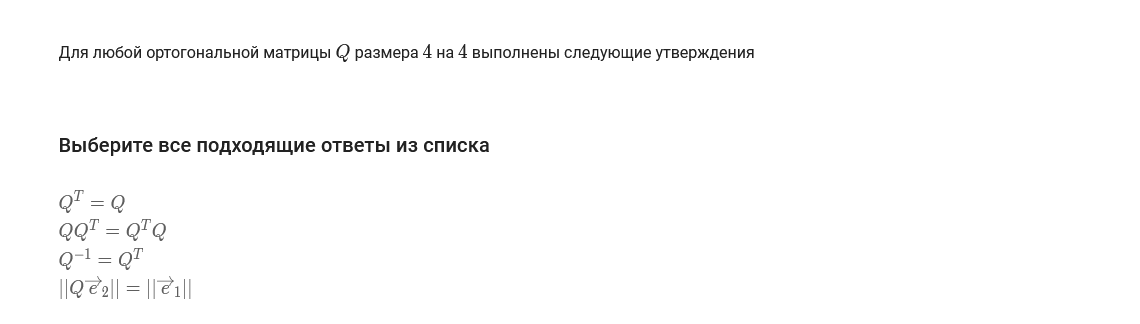 Для любой ортогональной матрицы Q размера 4 на 4 выполнены следующие утверждения
Выберите все подходящие ответы из списка
Q^T = Q
QQ^T = Q^TQ
Q^{-1} = Q^T
||Q\overrightarrow{e}_2|| = ||\overrightarrow{e}_1||